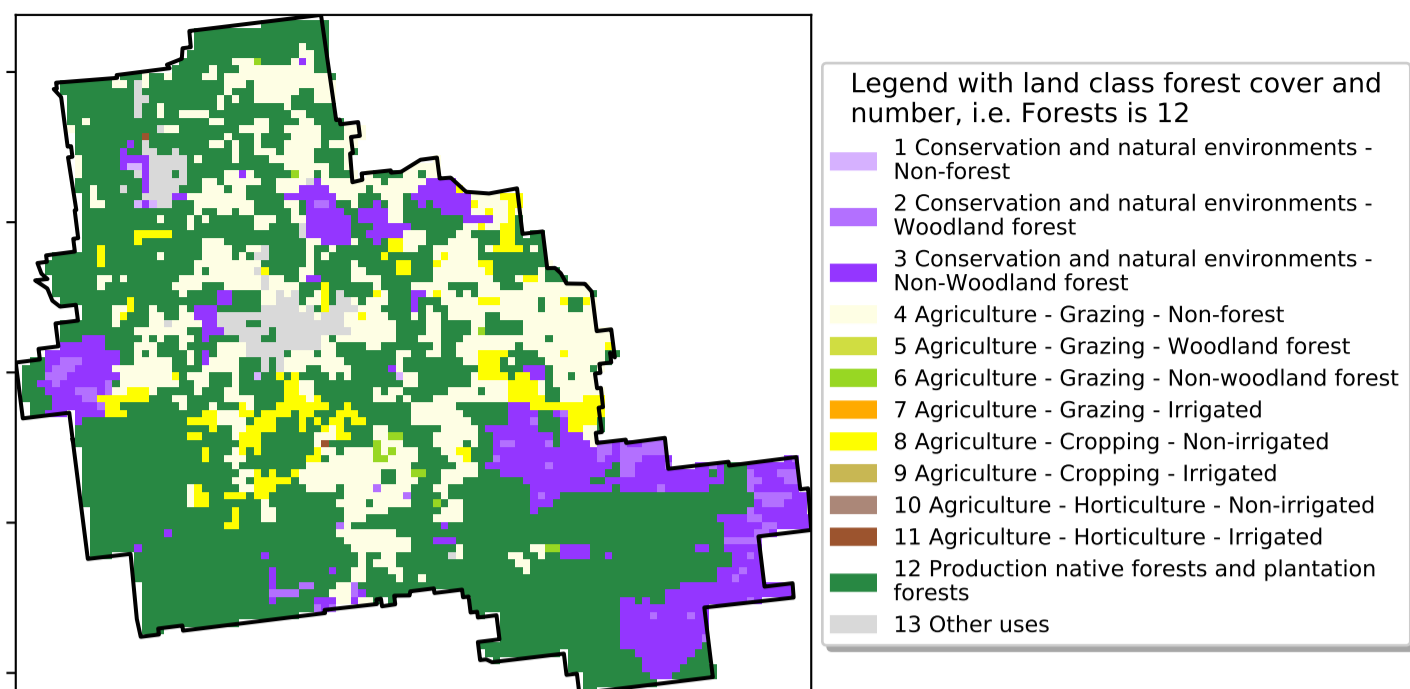 Legend with land class forest cover and
number, i.e. Forests is 12
1 Conservation and natural environments -
Non-forest
2 Conservation and natural environments -
Woodland forest
3 Conservation and natural environments -
Non-Woodland forest
4 Agriculture - Grazing - Non-forest
5 Agriculture - Grazing - Woodland forest
6 Agriculture - Grazing - Non-woodland forest
7 Agriculture - Grazing - Irrigated
8 Agriculture - Cropping - Non-irrigated
9 Agriculture - Cropping - Irrigated
10 Agriculture - Horticulture - Non-irrigated
11 Agriculture - Horticulture - Irrigated
12 Production native forests and plantation
forests
13 Other uses